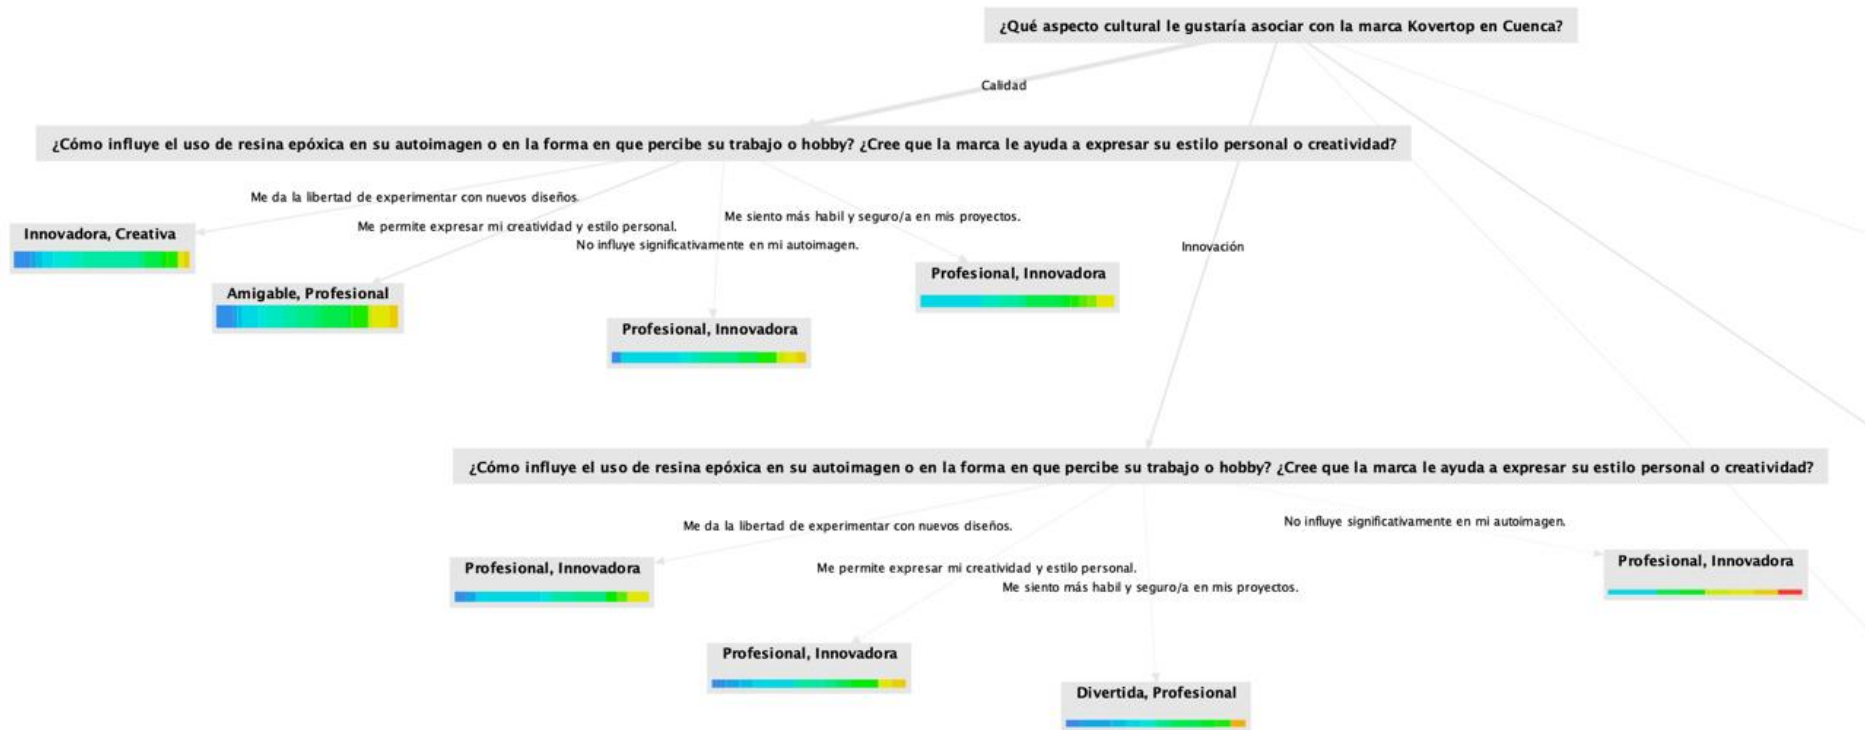 ¿Qué aspecto cultural le gustaría asociar con la marca Kovertop en Cuenca?
Calidad
¿Cómo influye el uso de resina epóxica en su autoimagen o en la forma en que percibe su trabajo o hobby? ¿Cree que la marca le ayuda a expresar su estilo personal o creatividad?
Me da la libertad de experimentar con nuevos diseños.
Me permite expresar mi creatividad y estilo personal.
Me siento más habil y seguro/a en mis proyectos.
No influye significativamente en mi autoimagen.
Innovación
Innovadora, Creativa
Amigable, Profesional
Profesional, Innovadora
Profesional, Innovadora
¿Cómo influye el uso de resina epóxica en su autoimagen o en la forma en que percibe su trabajo o hobby? ¿Cree que la marca le ayuda a expresar su estilo personal o creatividad?
Me da la libertad de experimentar con nuevos diseños.
No influye significativamente en mi autoimagen.
Me permite expresar mi creatividad y estilo personal.
Me siento más habil y seguro/a en mis proyectos.
Profesional, Innovadora
Profesional, Innovadora
Profesional, Innovadora
Divertida, Profesional